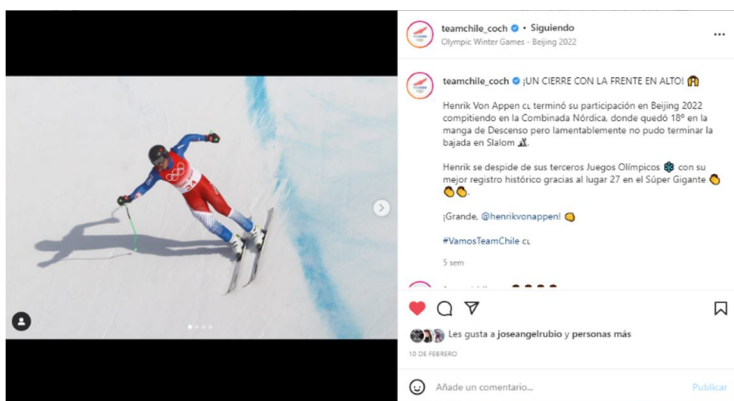 teamchile_coch • Siguiendo
Olympic Winter Games - Beijing 2022
teamchile_coch ¡UN CIERRE CON LA FRENTE EN ALTO!
Henrik Von Appen CL terminó su participación en Beijing 2022
compitiendo en la Combinada Nórdica, donde quedó 18º en la
manga de Descenso pero lamentablemente no pudo terminar la
bajada en Slalom
Henrik se despide de sus terceros Juegos Olímpicos con su
mejor registro histórico gracias al lugar 27 en el Súper Gigante
¡Grande, @henrikvonappen!
#VamosTeamChile CL
5 sem
Les gusta a joseangelrubio y personas más
10 DE FEBRERO
Añade un comentario...
Publicar